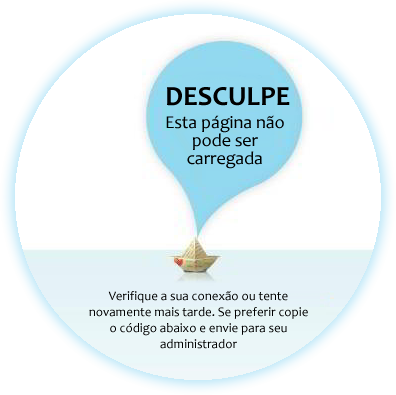 DESCULPE
Esta página não
pode ser
carregada
Verifique a sua conexão ou tente
novamente mais tarde. Se preferir copie
o código abaixo e envie para seu
administrador